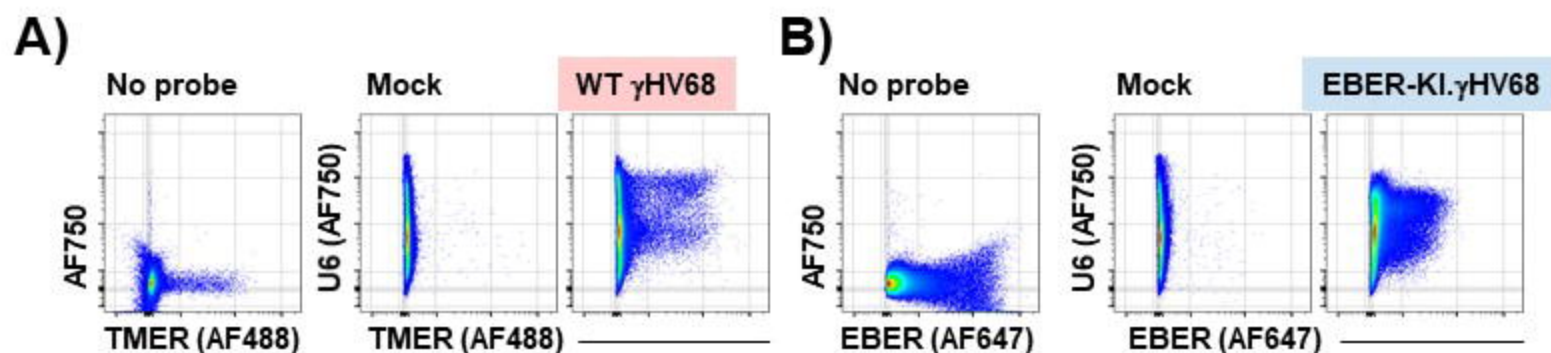 A)
No probe
Mock
WT γHV68
AF750
U6 (AF750)
TMER (AF488)
TMER (AF488)
B)
No probe
Mock
EBER-KI.γHV68
AF750
U6 (AF750)
EBER (AF647)
EBER (AF647)